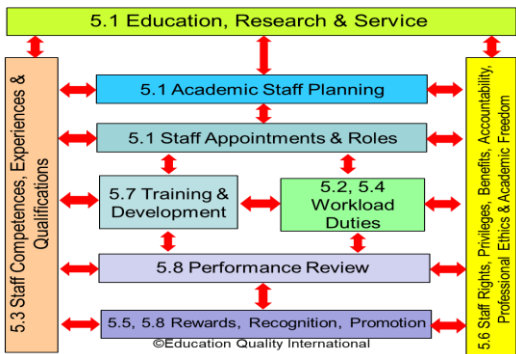 5.1 Education, Research & Service
5.3 Staff Competences, Experiences &
Qualifications
5.1 Academic Staff Planning
5.1 Staff Appointments & Roles
5.7 Training &
Development
5.2, 5.4
Workload
Duties
5.8 Performance Review
5.5, 5.8 Rewards, Recognition, Promotion
©Education Quality International
5.6 Staff Rights, Privileges, Benefits, Accountability,
Professional Ethics & Academic Freedom